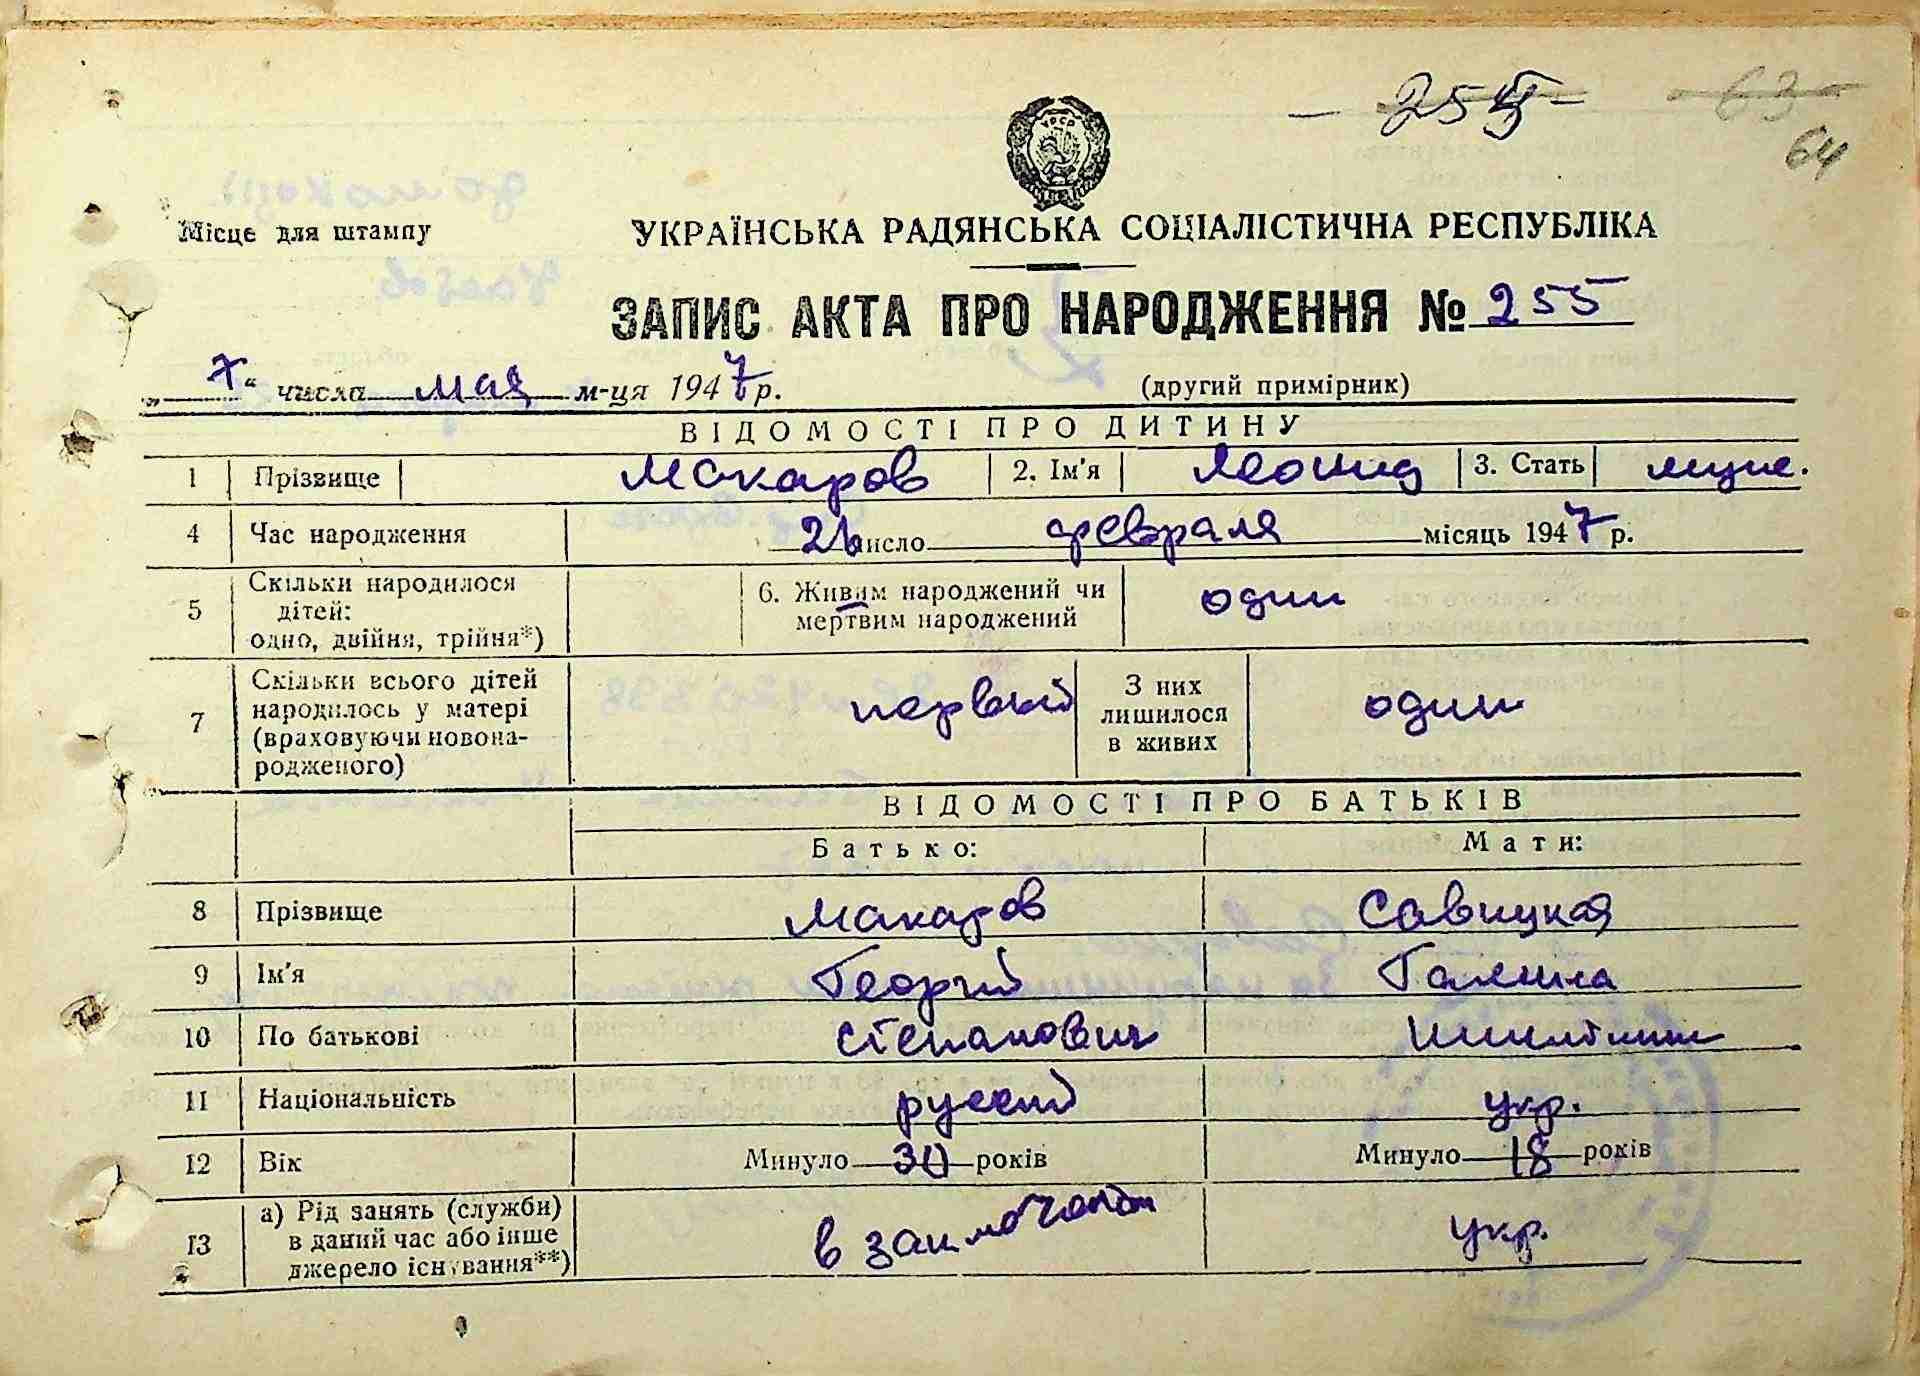 255
63
64
УРСР
Місце для штампу
УКРАЇНСЬКА РАДЯНСЬКА СОЦІАЛІСТИЧНА РЕСПУБЛІКА
ЗАПИС АКТА ПРО НАРОДЖЕННЯ № 255
„7“ числа мая м-ця 1947 р. (другий примірник)
ВІДОМОСТІ ПРО ДИТИНУ
1 Прізвище Макаров 2. Ім'я Леонид 3. Стать муж.
4 Час народження число февраля місяць 1947 р.
5 Скільки народилося дітей: одно, двійня, трійня*) 6. Живим народжений чи мертвим народжений один
7 Скільки всього дітей народилось у матері (враховуючи новона-родженого) первый З них лишилося в живих один
ВІДОМОСТІ ПРО БАТЬКІВ
Батько: Мати:
8 Прізвище Макаров Савицкая
9 Ім'я Георгий Галина
10 По батькові Степанович
11 Національність руский укр.
12 Вік Минуло 30 років Минуло 18 років
13 а) Рід занять (служби) в даний час або інше джерело існування**) в укр.